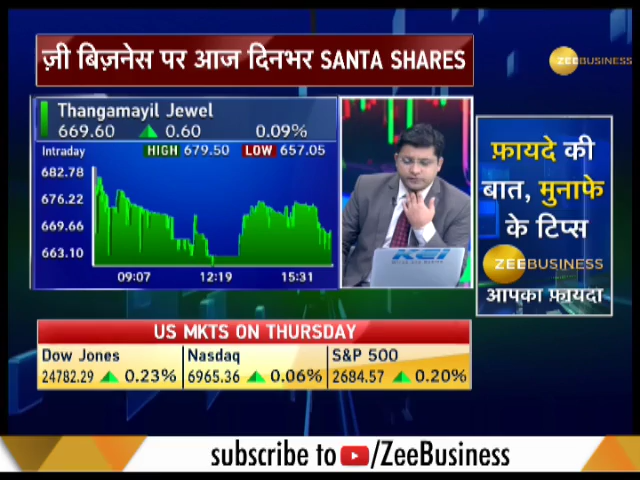 ज़ी बिज़नेस पर आज दिनभर SANTA SHARES
ZEEBUSINESS
Thangamayil Jewel
669.60 0.60 0.09%
Intraday HIGH 679.50 LOW 657.05
682.78
676.22
669.66
663.10
09:07 12:19 15:31
KEI
फ़ायदे की
बात, मुनाफे
के टिप्स
ZEEBUSINESS
आपका फ़ायदा
US MKTS ON THURSDAY
Dow Jones Nasdaq S&P 500
24782.29 0.23% 6965.36 0.06% 2684.57 0.20%
subscribe to /ZeeBusiness